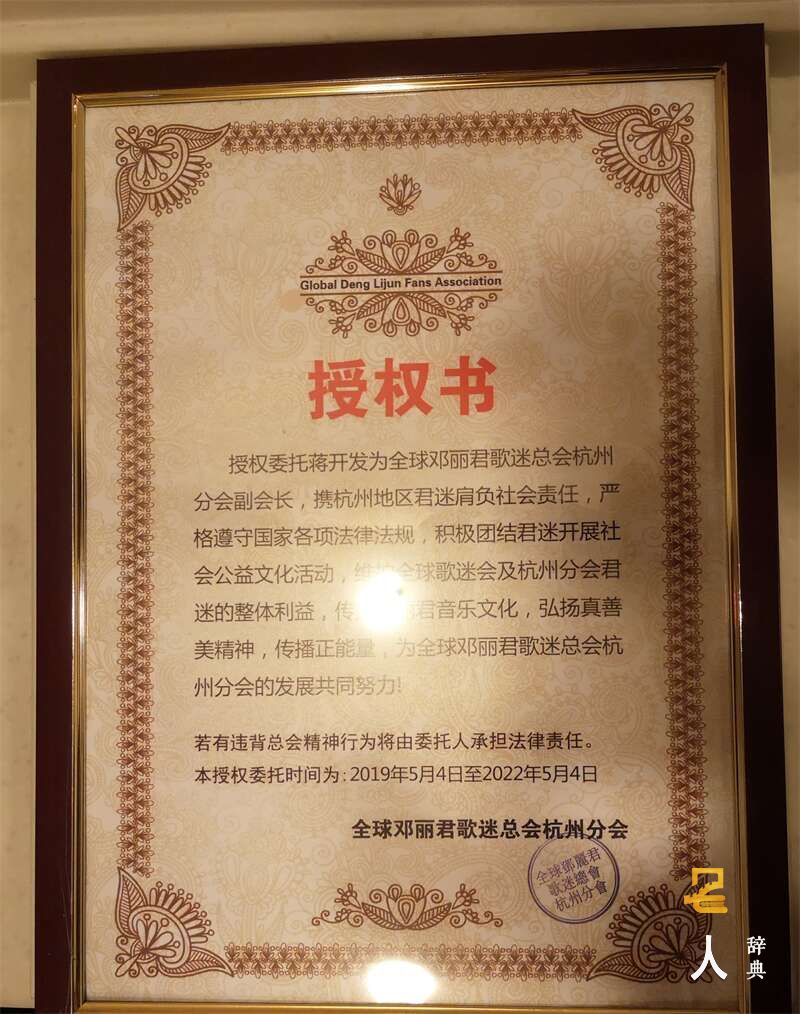 Global Deng Lijun Fans Association
授权书
授权委托蒋开发为全球邓丽君歌迷总会杭州
分会副会长，携杭州地区君迷肩负社会责任，严
格遵守国家各项法律法规，积极团结君迷开展社
会公益文化活动，维护全球歌迷会及杭州分会君
迷的整体利益，传 君音乐文化，弘扬真善
美精神，传播正能量，为全球邓丽君歌迷总会杭
州分会的发展共同努力!
若有违背总会精神行为将由委托人承担法律责任。
本授权委托时间为：2019年5月4日至2022年5月4日
全球邓丽君歌迷总会杭州分会
全球鄧麗君
歌迷總會
杭州分會
名人
辞典